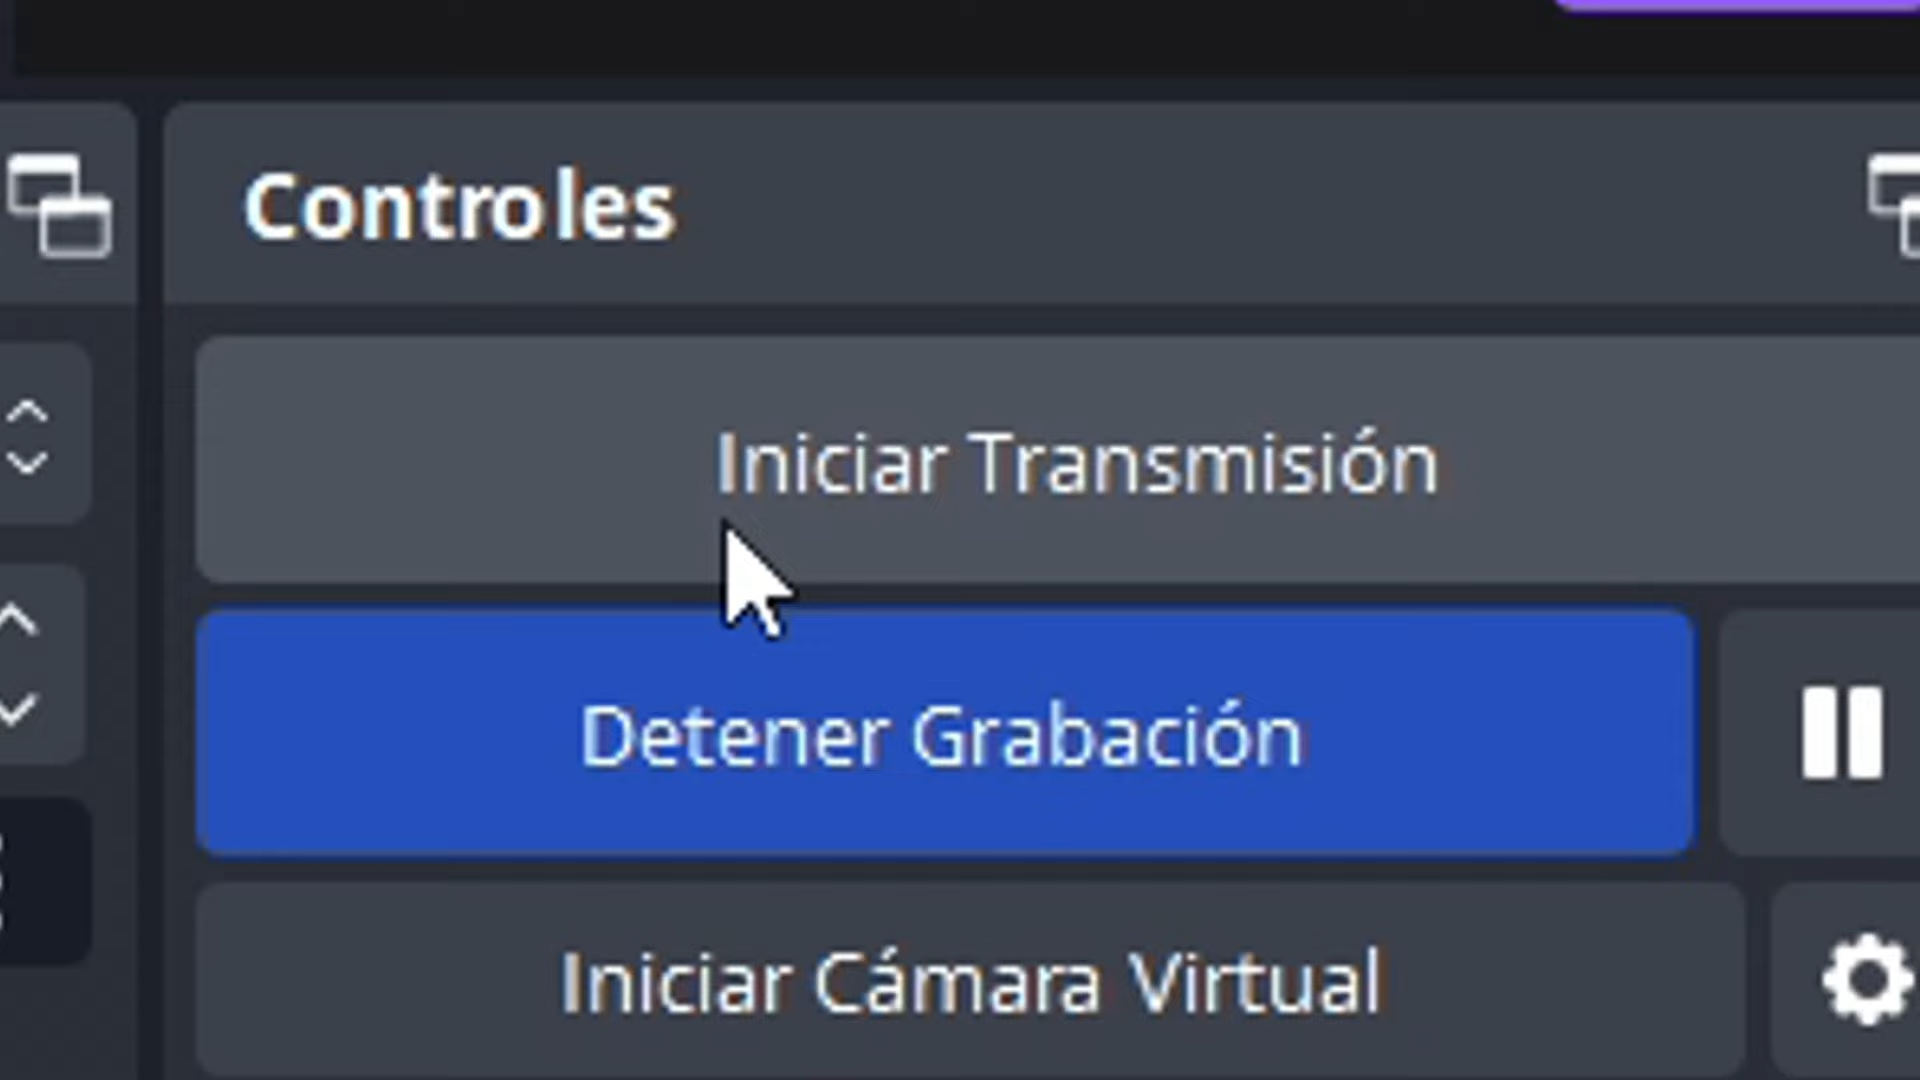 Controles
Iniciar Transmisión
Detener Grabación
Iniciar Cámara Virtual